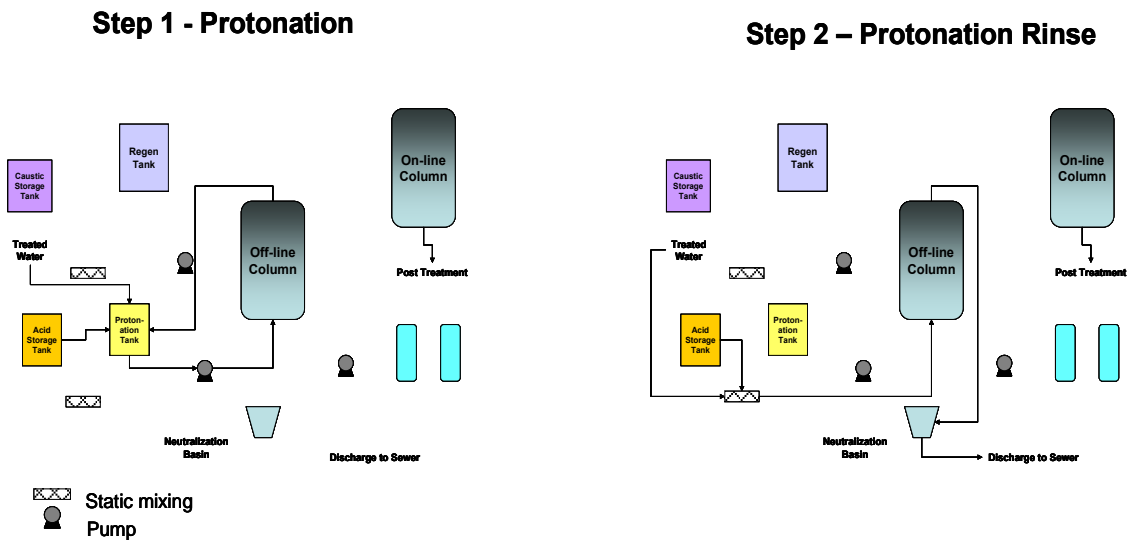 Step 1 - Protonation
Regen
Tank
Caustic
Storage
Tank
On-line
Column
Treated
Water
Off-line
Column
Post Treatment
Acid
Storage
Tank
Proton-
ation
Tank
Neutralization
Basin
Discharge to Sewer
Static mixing
Pump
Step 2 – Protonation Rinse
Regen
Tank
Caustic
Storage
Tank
On-line
Column
Treated
Water
Off-line
Column
Post Treatment
Acid
Storage
Tank
Proton-
ation
Tank
Neutralization
Basin
Discharge to Sewer